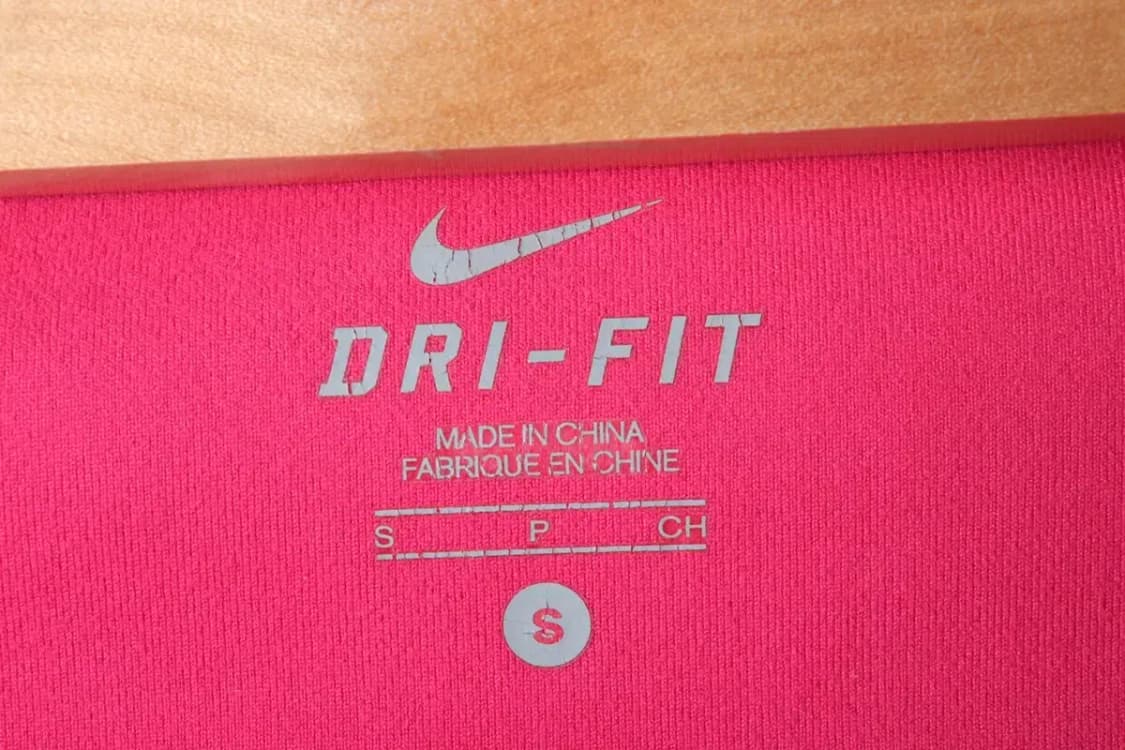 DRI-FIT
MADE IN CHINA
FABRIQUE EN CHINE
S P CH
S